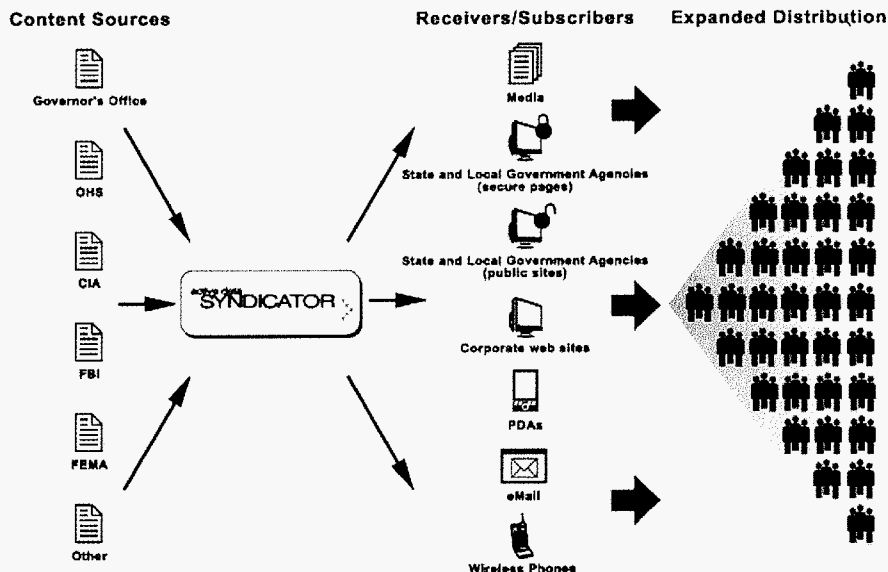 Content Sources
Governor's Office
OHS
CIA
FBI
FEMA
Other
active data
SYNDICATOR
Receivers/Subscribers
Media
State and Local Government Agencies
(secure pages)
State and Local Government Agencies
(public sites)
Corporate web sites
PDAs
eMail
Wireless Phones
Expanded Distribution